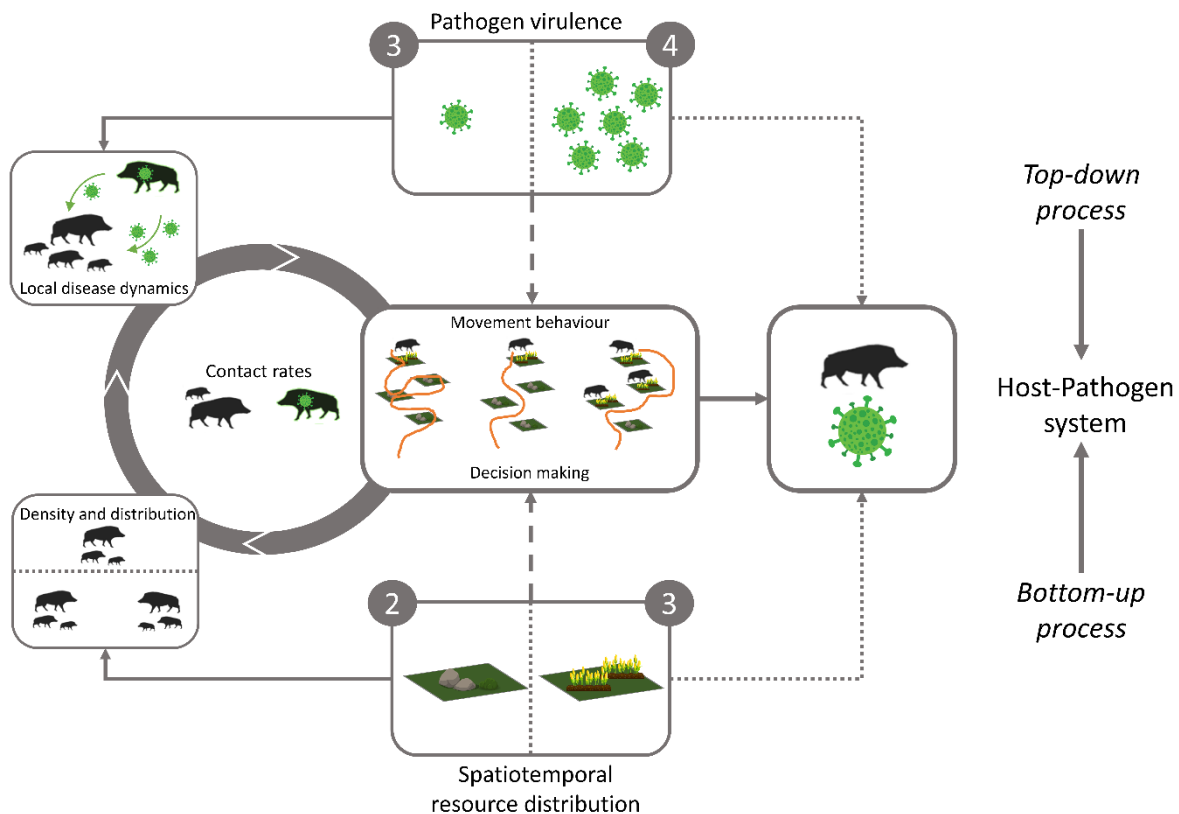 Pathogen virulence
3
4
Top-down
process
Local disease dynamics
Movement behaviour
Contact rates
Host-Pathogen
system
Decision making
Density and distribution
2
3
Bottom-up
process
Spatiotemporal
resource distribution